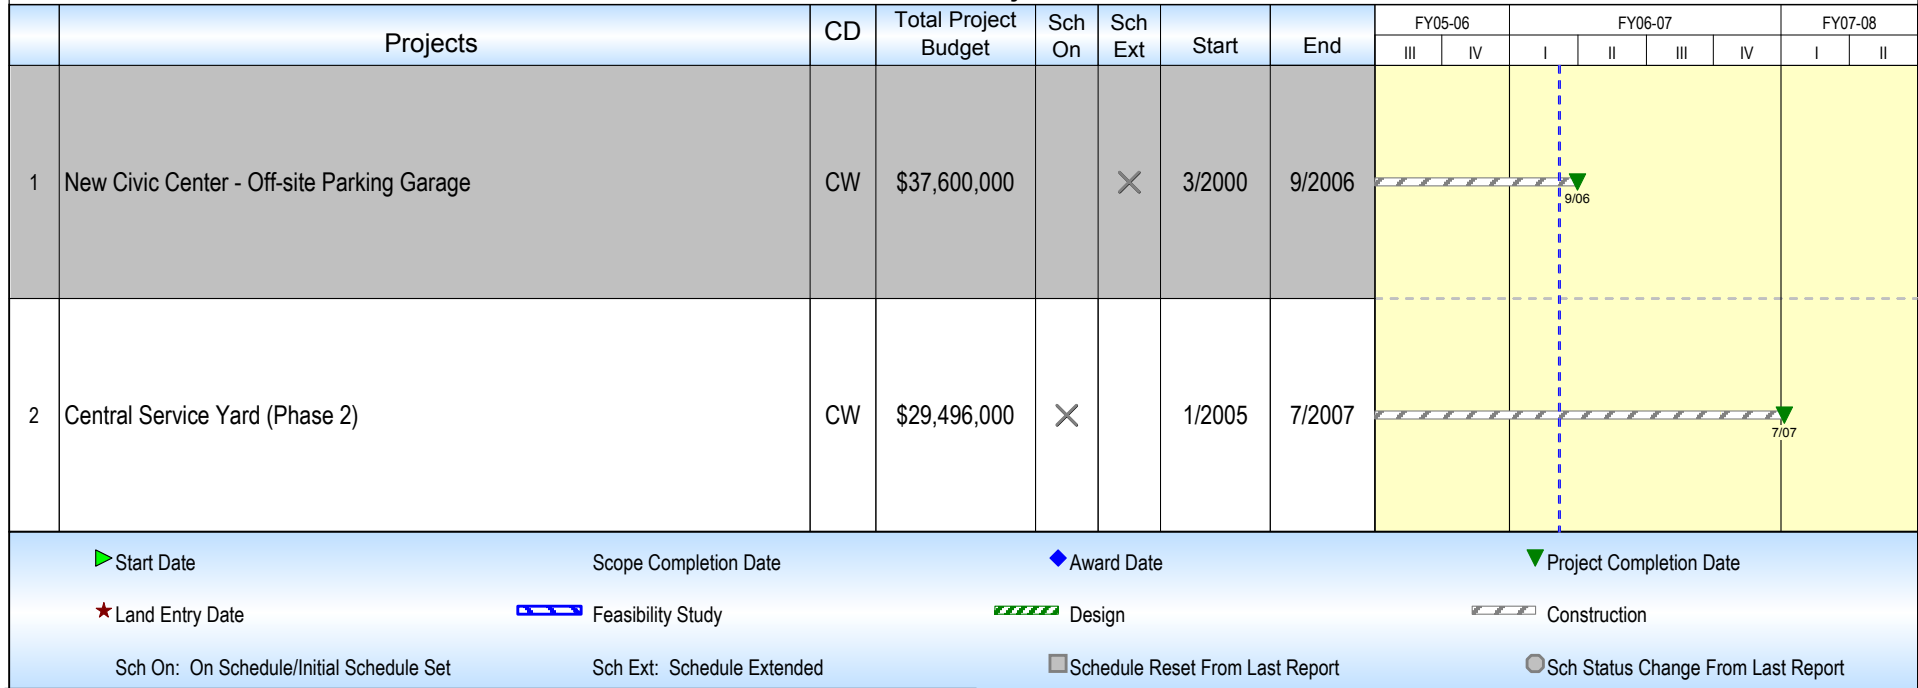 Projects CD Total Project Budget Sch On Sch Ext Start End FY05-06 FY06-07 FY07-08
III IV I II III IV I II
1 New Civic Center - Off-site Parking Garage CW $37,600,000 3/2000 9/2006
9/06
2 Central Service Yard (Phase 2) CW $29,496,000 1/2005 7/2007
7/07
Start Date Scope Completion Date Award Date Project Completion Date
Land Entry Date Feasibility Study Design Construction
Sch On: On Schedule/Initial Schedule Set Sch Ext: Schedule Extended Schedule Reset From Last Report Sch Status Change From Last Report